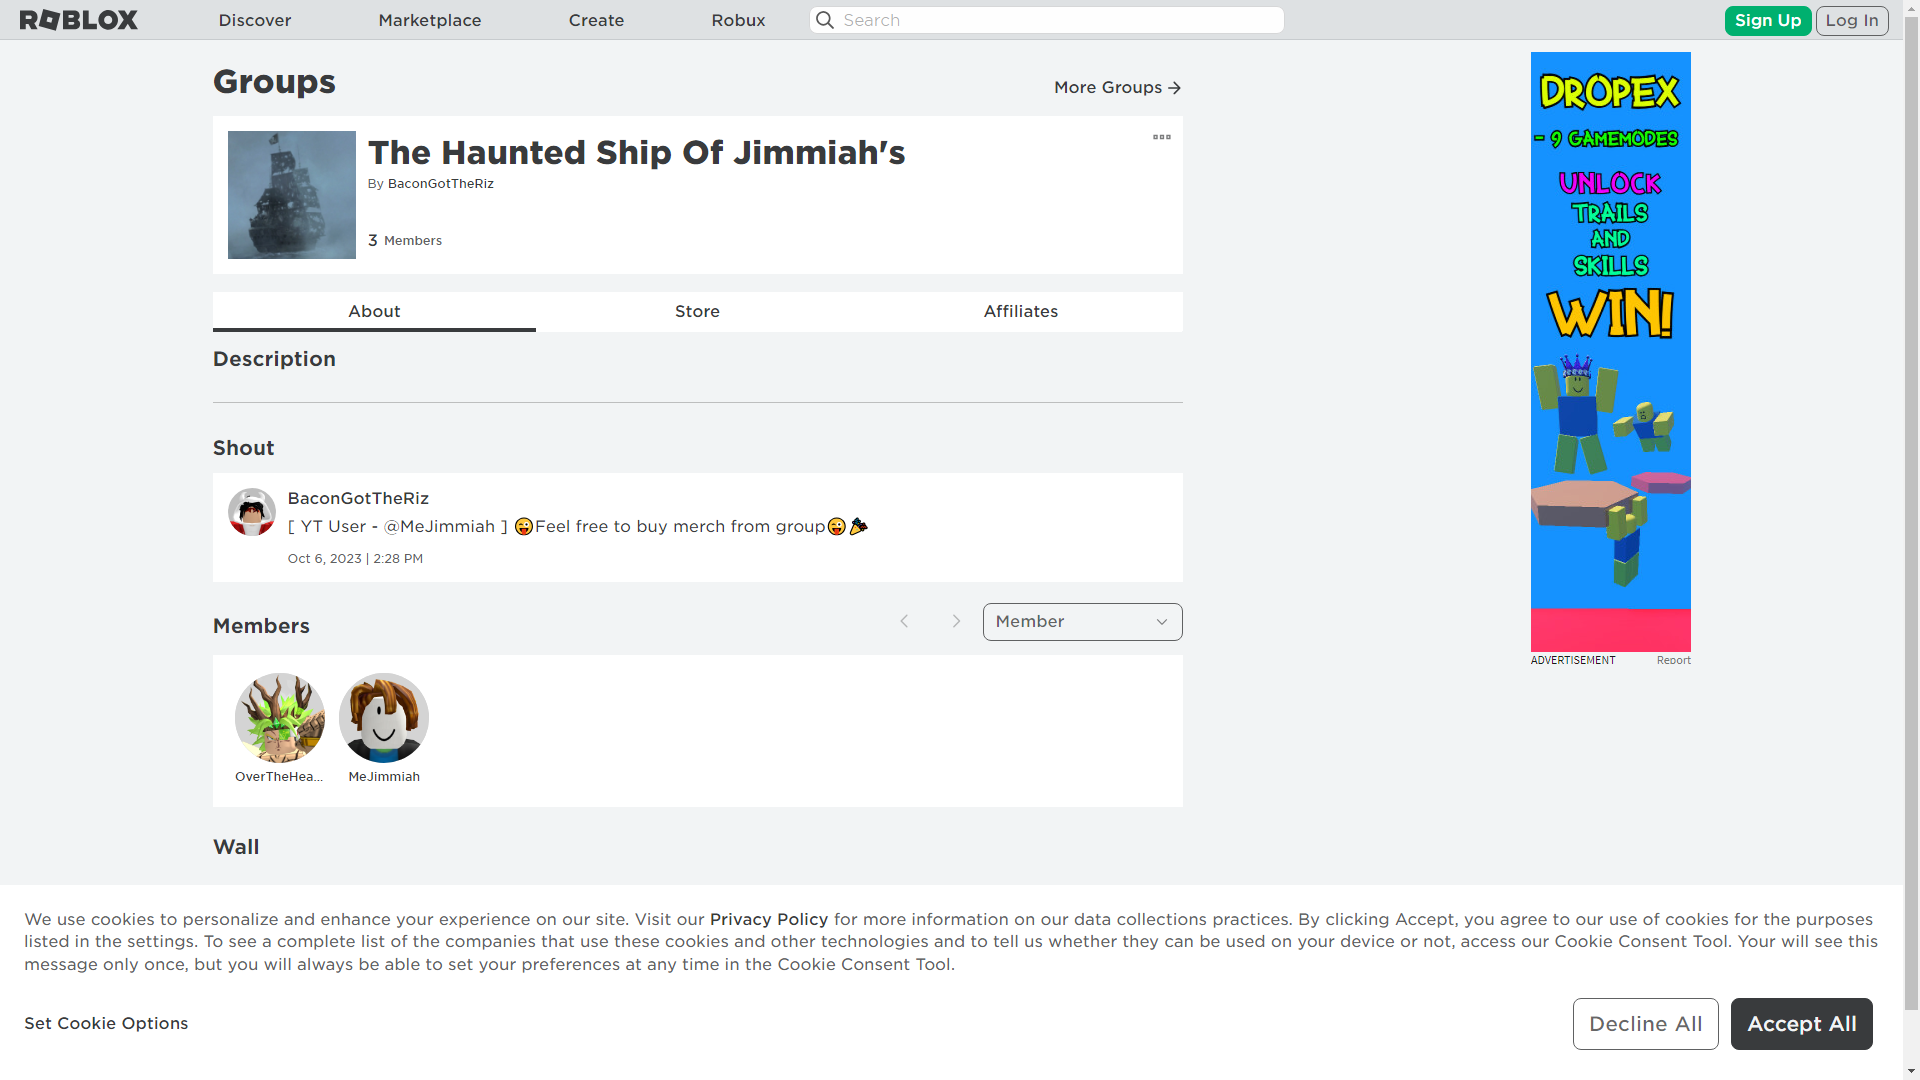 ROBLOX
Discover
Marketplace
Create
Robux
Search
Sign Up
Log In
Groups
More Groups
The Haunted Ship Of Jimmiah's
By BaconGotTheRiz
3 Members
About
Store
Affiliates
Description
Shout
BaconGotTheRiz
[ YT User - @MeJimmiah ] 😜Feel free to buy merch from group😜🎉
Oct 6, 2023 | 2:28 PM
Members
Member
OverTheHea...
MeJimmiah
Wall
DROPEX
- 9 GAMEMODES
UNLOCK
TRAILS
AND
SKILLS
WIN!
ADVERTISEMENT
Report
We use cookies to personalize and enhance your experience on our site. Visit our Privacy Policy for more information on our data collections practices. By clicking Accept, you agree to our use of cookies for the purposes
listed in the settings. To see a complete list of the companies that use these cookies and other technologies and to tell us whether they can be used on your device or not, access our Cookie Consent Tool. Your will see this
message only once, but you will always be able to set your preferences at any time in the Cookie Consent Tool.
Set Cookie Options
Decline All
Accept All